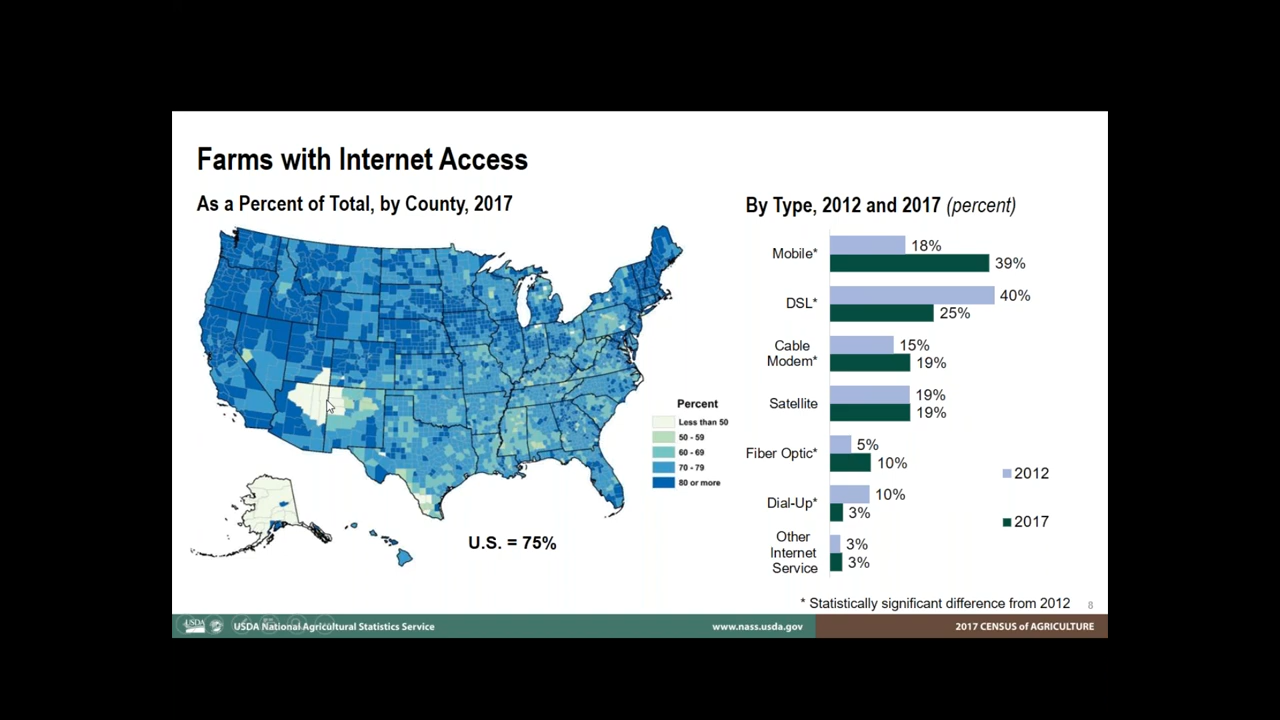 Farms with Internet Access
As a Percent of Total, by County, 2017
Percent
Less than 50
50 - 59
60 - 69
70 - 79
80 or more
U.S. = 75%
By Type, 2012 and 2017 (percent)
Mobile*
18%
39%
DSL*
40%
25%
Cable
Modem*
15%
19%
Satellite
19%
19%
Fiber Optic*
5%
10%
Dial-Up*
10%
3%
Other
Internet
Service
3%
3%
2012
2017
* Statistically significant difference from 2012
8
USDA
USDA National Agricultural Statistics Service
www.nass.usda.gov
2017 CENSUS of AGRICULTURE